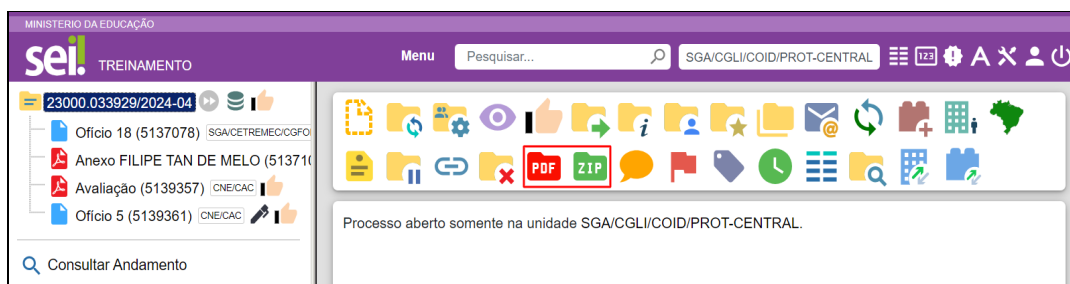 MINISTERIO DA EDUCAÇÃO
sei! TREINAMENTO
Menu
Pesquisar...
SGA/CGLI/COID/PROT-CENTRAL
123
A
23000.033929/2024-04
Ofício 18 (5137078) SGA/CETREMEC/CGFOI
Anexo FILIPE TAN DE MELO (51371(
Avaliação (5139357) CNE/CAC
Ofício 5 (5139361) CNE/CAC
Consultar Andamento
@
i
PDF ZIP
Processo aberto somente na unidade SGA/CGLI/COID/PROT-CENTRAL.